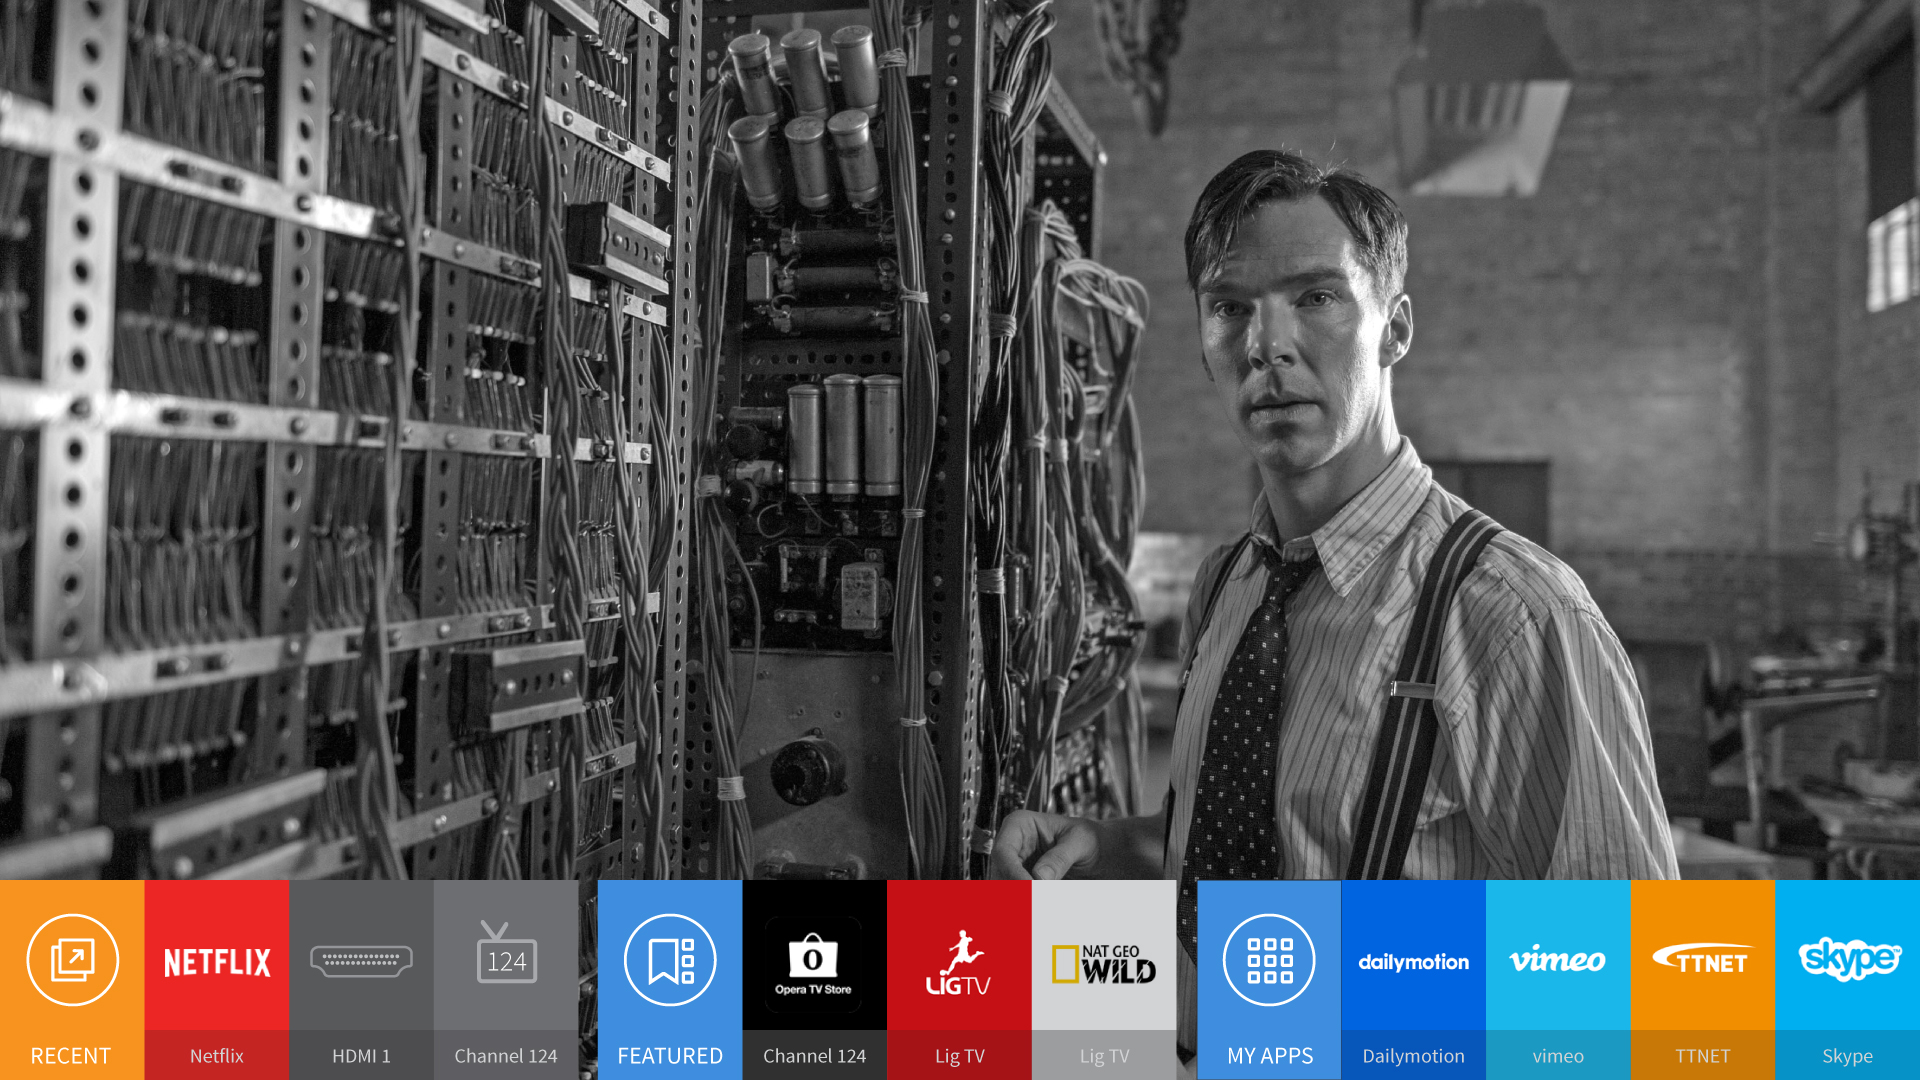 NETFLIX
124
0
Opera TV Store
LiGTV
NAT GEO
WILD
dailymotion
vimeo
TTNET
skype
RECENT
Netflix
HDMI 1
Channel 124
FEATURED
Channel 124
Lig TV
Lig TV
MY APPS
Dailymotion
vimeo
TTNET
Skype